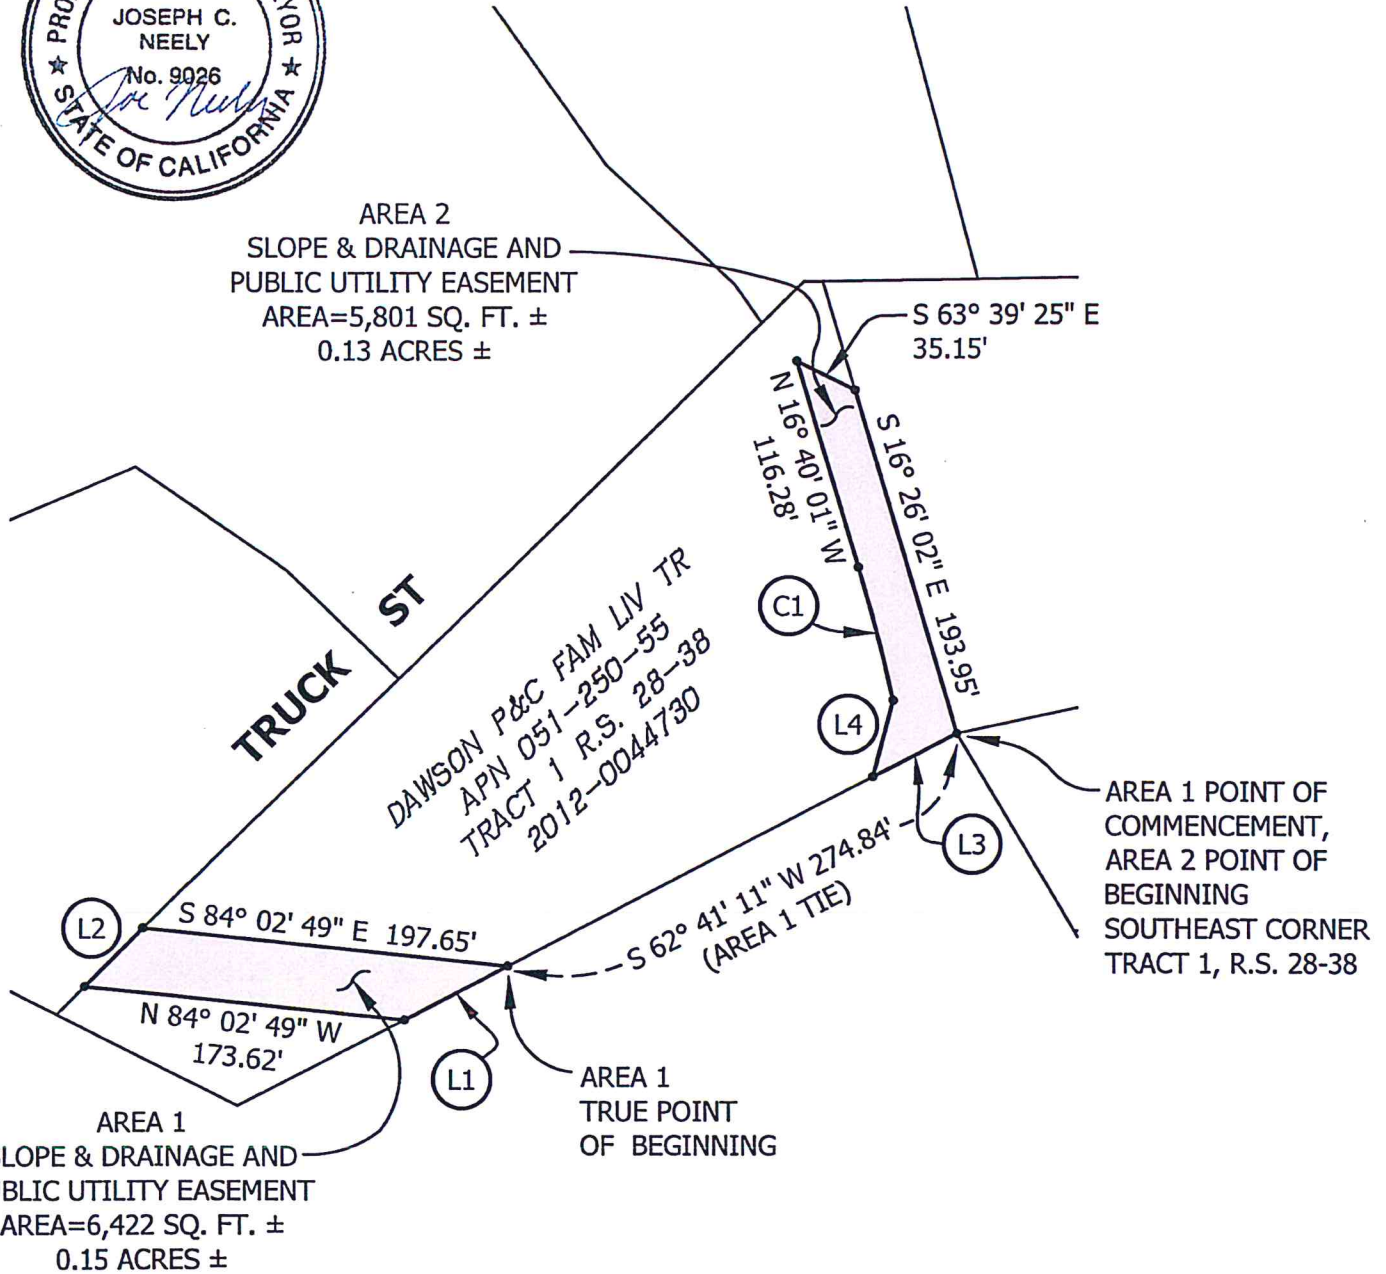 JOSEPH C.
NEELY
No. 9026
Joe Neely
STATE OF CALIFORNIA
AREA 2
SLOPE & DRAINAGE AND
PUBLIC UTILITY EASEMENT
AREA=5,801 SQ. FT. ±
0.13 ACRES ±
S 63° 39' 25" E
35.15'
N 16° 40' 01" W
116.28'
S 16° 26' 02" E 193.95'
C1
L4
TRUCK ST
DAWSON P&C FAM LIV TR
APN 051-250-55
TRACT 1 R.S. 28-38
2012-0044730
L3
AREA 1 POINT OF
COMMENCEMENT,
AREA 2 POINT OF
BEGINNING
SOUTHEAST CORNER
TRACT 1, R.S. 28-38
S 62° 41' 11" W 274.84'
(AREA 1 TIE)
L2
S 84° 02' 49" E 197.65'
N 84° 02' 49" W
173.62'
L1
AREA 1
TRUE POINT
OF BEGINNING
AREA 1
LOPE & DRAINAGE AND
BLIC UTILITY EASEMENT
AREA=6,422 SQ. FT. ±
0.15 ACRES ±